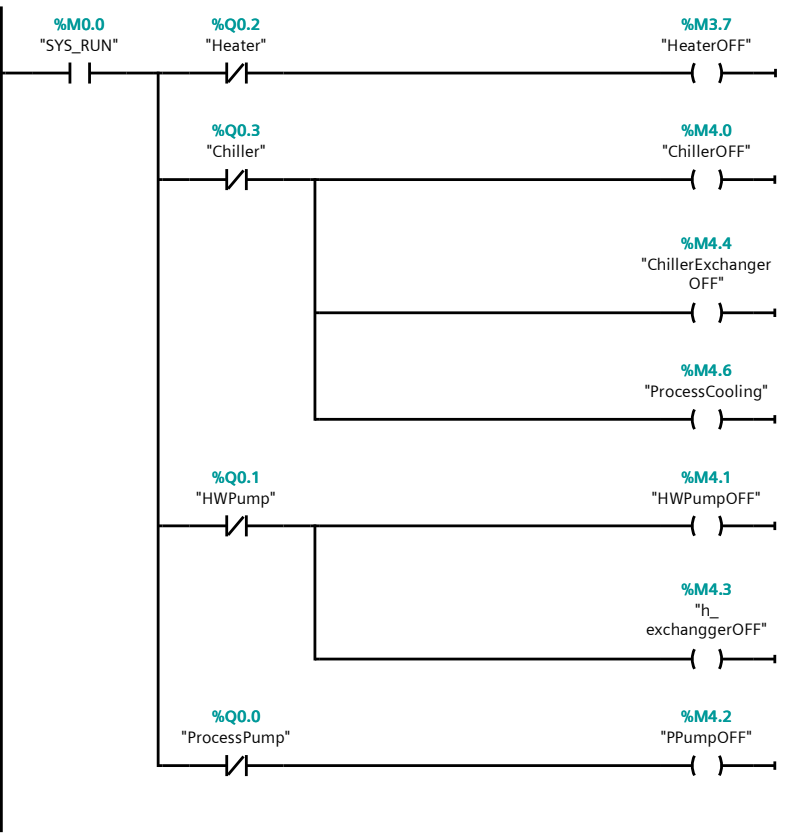 %M0.0
"SYS_RUN"
%Q0.2
"Heater"
%M3.7
"HeaterOFF"
%Q0.3
"Chiller"
%M4.0
"ChillerOFF"
%M4.4
"ChillerExchanger
OFF"
%M4.6
"ProcessCooling"
%Q0.1
"HWPump"
%M4.1
"HWPumpOFF"
%M4.3
"h_
exchanggerOFF"
%Q0.0
"ProcessPump"
%M4.2
"PPumpOFF"